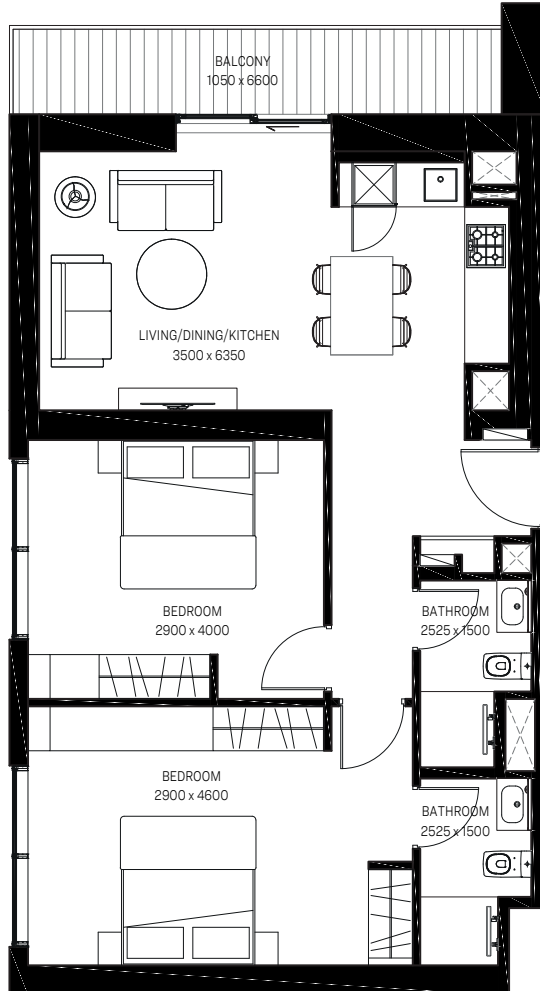 BALCONY
1050 x 6600
LIVING/DINING/KITCHEN
3500 x 6350
BEDROOM
2900 x 4000
BATHROOM
2525 x 1500
BEDROOM
2900 x 4600
BATHROOM
2525 x 1500